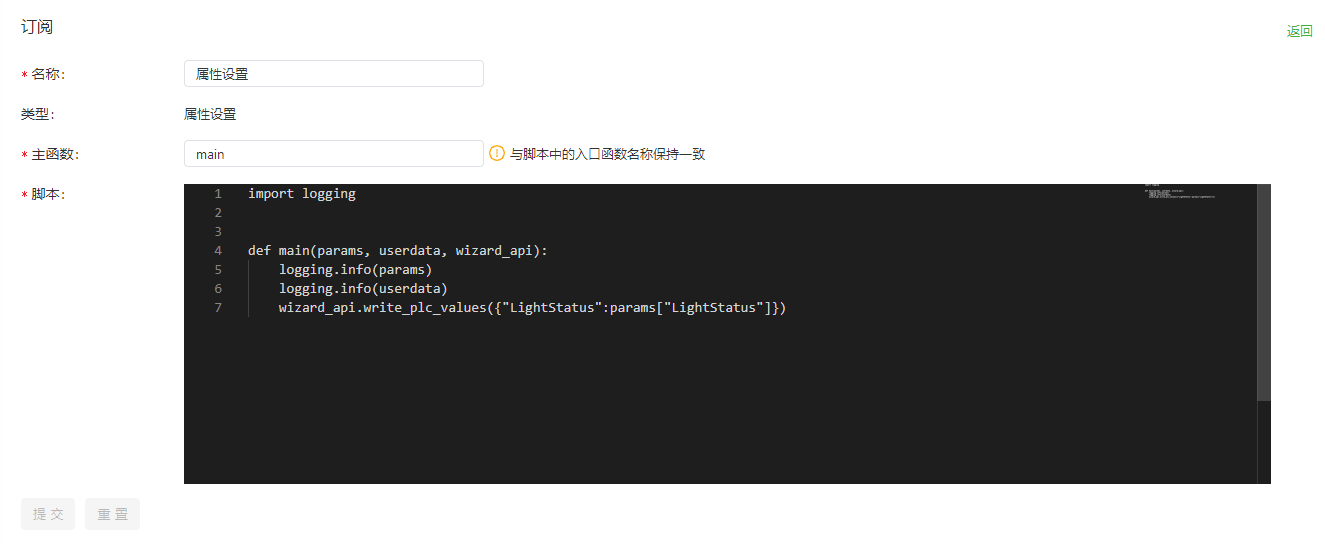 订阅
返回
* 名称:
属性设置
类型:
属性设置
* 主函数:
main
与脚本中的入口函数名称保持一致
* 脚本:
1 import logging
2
3
4 def main(params, userdata, wizard_api):
5 logging.info(params)
6 logging.info(userdata)
7 wizard_api.write_plc_values({"LightStatus":params["LightStatus"]})
提 交
重 置